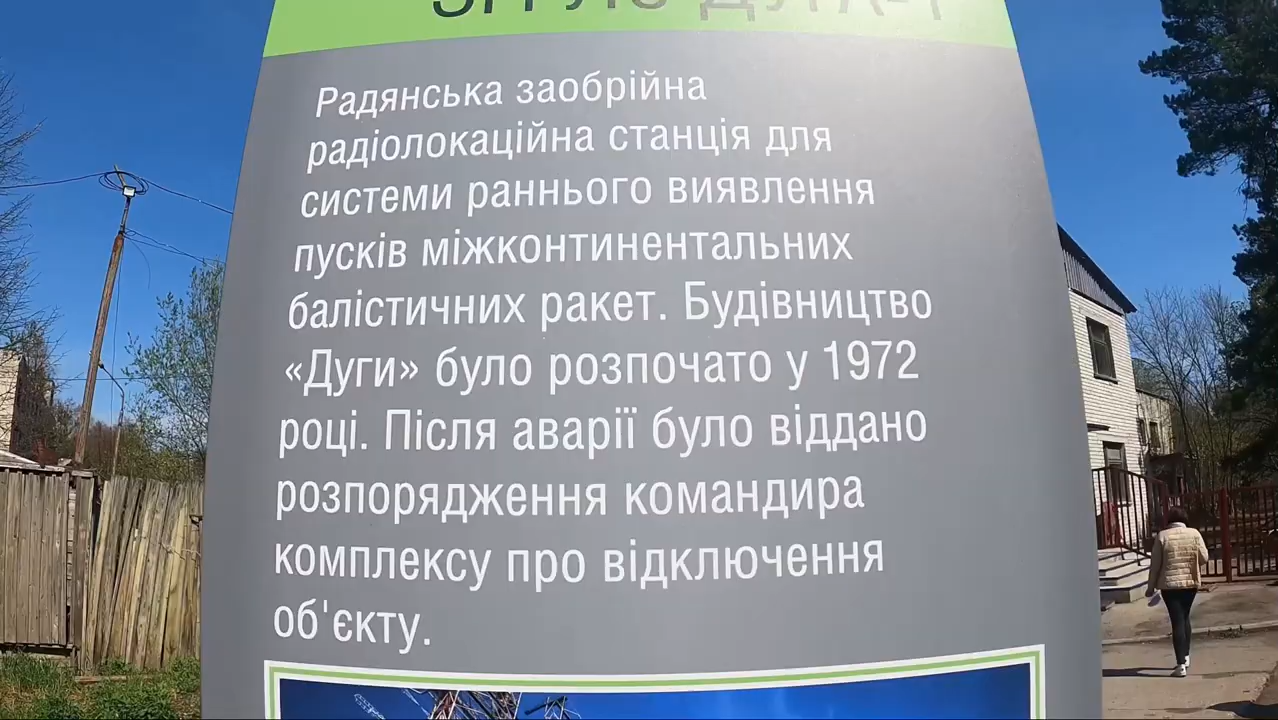 Радянська заобрійна
радіолокаційна станція для
системи раннього виявлення
пусків міжконтинентальних
балістичних ракет. Будівництво
«Дуги» було розпочато у 1972
році. Після аварії було віддано
розпорядження командира
комплексу про відключення
об'єкту.